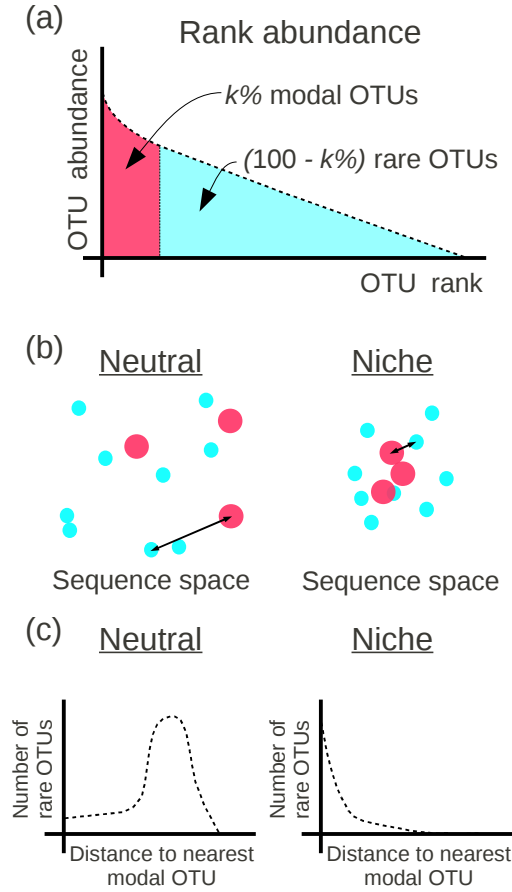 (a)
Rank abundance
k% modal OTUs
(100 - k%) rare OTUs
OTU abundance
OTU rank
(b)
Neutral
Niche
Sequence space
Sequence space
(c)
Neutral
Niche
Number of
rare OTUs
Distance to nearest
modal OTU
Number of
rare OTUs
Distance to nearest
modal OTU